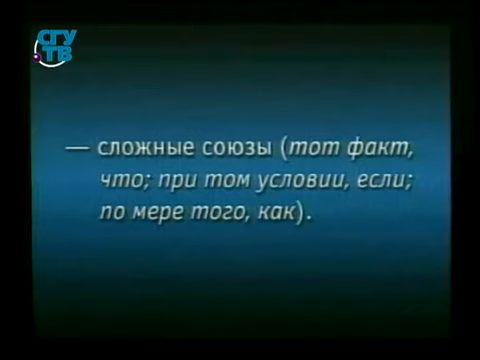 СГУ
ТВ
— сложные союзы (тот факт,
что; при том условии, если;
по мере того, как).